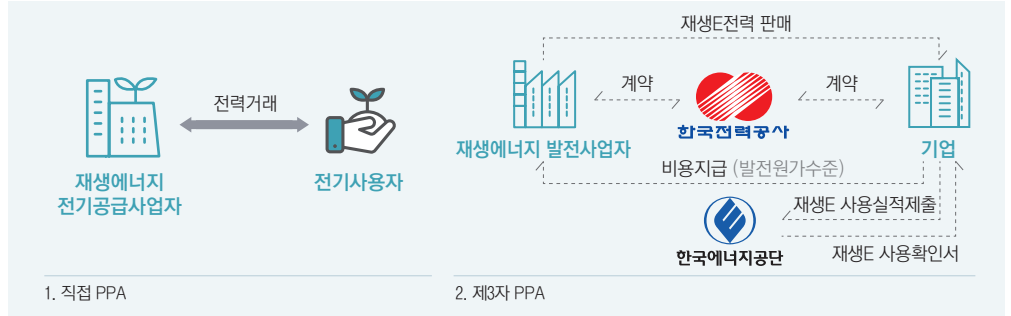 전력거래
재생에너지
전기공급사업자
전기사용자
1. 직접 PPA
재생E전력 판매
계약
계약
한국전력공사
재생에너지 발전사업자
기업
비용지급 (발전원가수준)
재생E 사용실적제출
한국에너지공단
재생E 사용확인서
2. 제3자 PPA